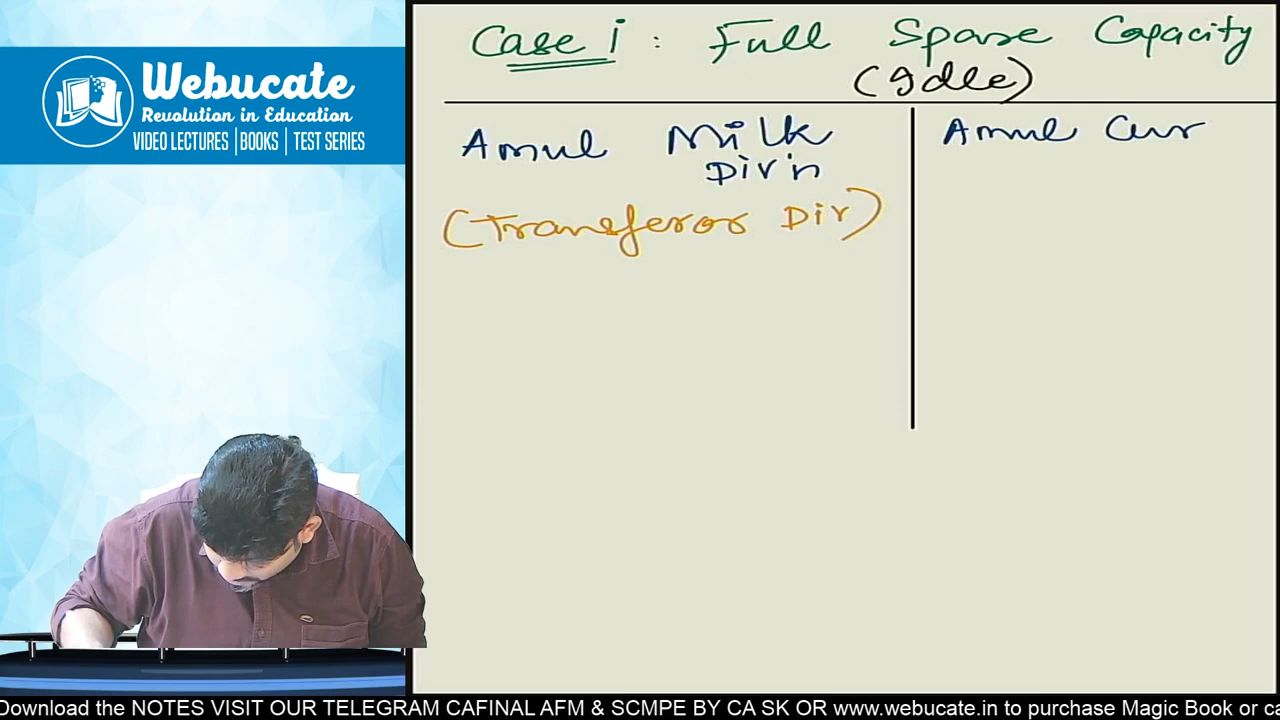 Webucate
Revolution in Education
VIDEO LECTURES | BOOKS | TEST SERIES
Case i : Full Spare Capacity
(Idle)
Amul Milk
Div'n
(Transferor Div)
Amul Cur
Download the NOTES VISIT OUR TELEGRAM CAFINAL AFM & SCMPE BY CA SK OR www.webucate.in to purchase Magic Book or ca